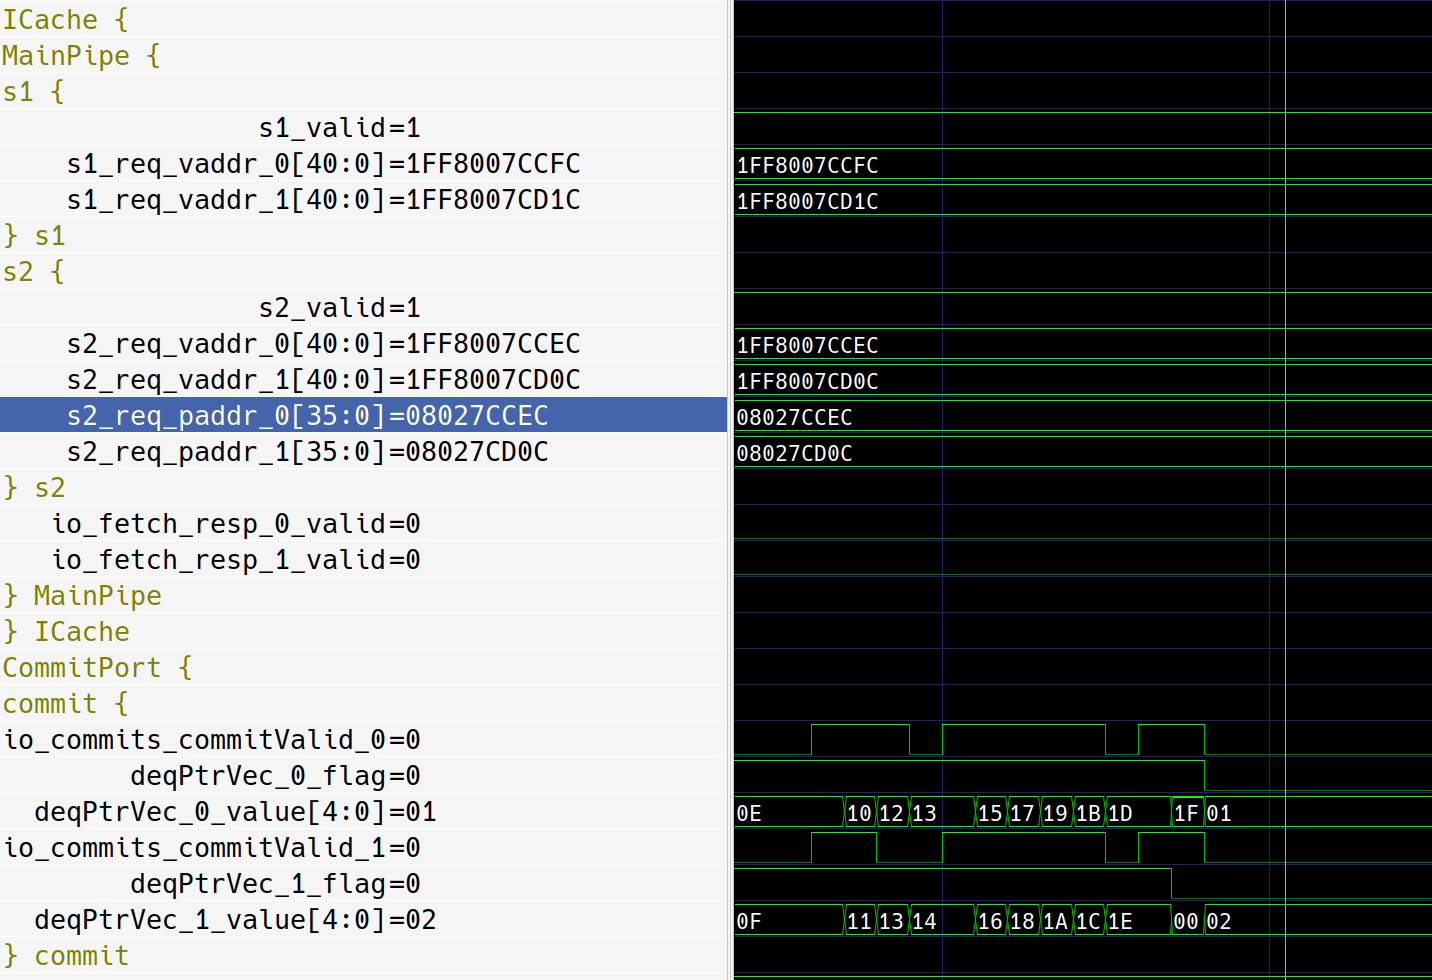 ICache {
MainPipe {
s1 {
s1_valid=1
s1_req_vaddr_0[40:0]=1FF8007CCFC 1FF8007CCFC
s1_req_vaddr_1[40:0]=1FF8007CD1C 1FF8007CD1C
} s1
s2 {
s2_valid=1
s2_req_vaddr_0[40:0]=1FF8007CCEC 1FF8007CCEC
s2_req_vaddr_1[40:0]=1FF8007CD0C 1FF8007CD0C
s2_req_paddr_0[35:0]=08027CCEC 08027CCEC
s2_req_paddr_1[35:0]=08027CD0C 08027CD0C
} s2
io_fetch_resp_0_valid=0
io_fetch_resp_1_valid=0
} MainPipe
} ICache
CommitPort {
commit {
io_commits_commitValid_0=0
deqPtrVec_0_flag=0
deqPtrVec_0_value[4:0]=01 0E 10 12 13 15 17 19 1B 1D 1F 01
io_commits_commitValid_1=0
deqPtrVec_1_flag=0
deqPtrVec_1_value[4:0]=02 0F 11 13 14 16 18 1A 1C 1E 00 02
} commit